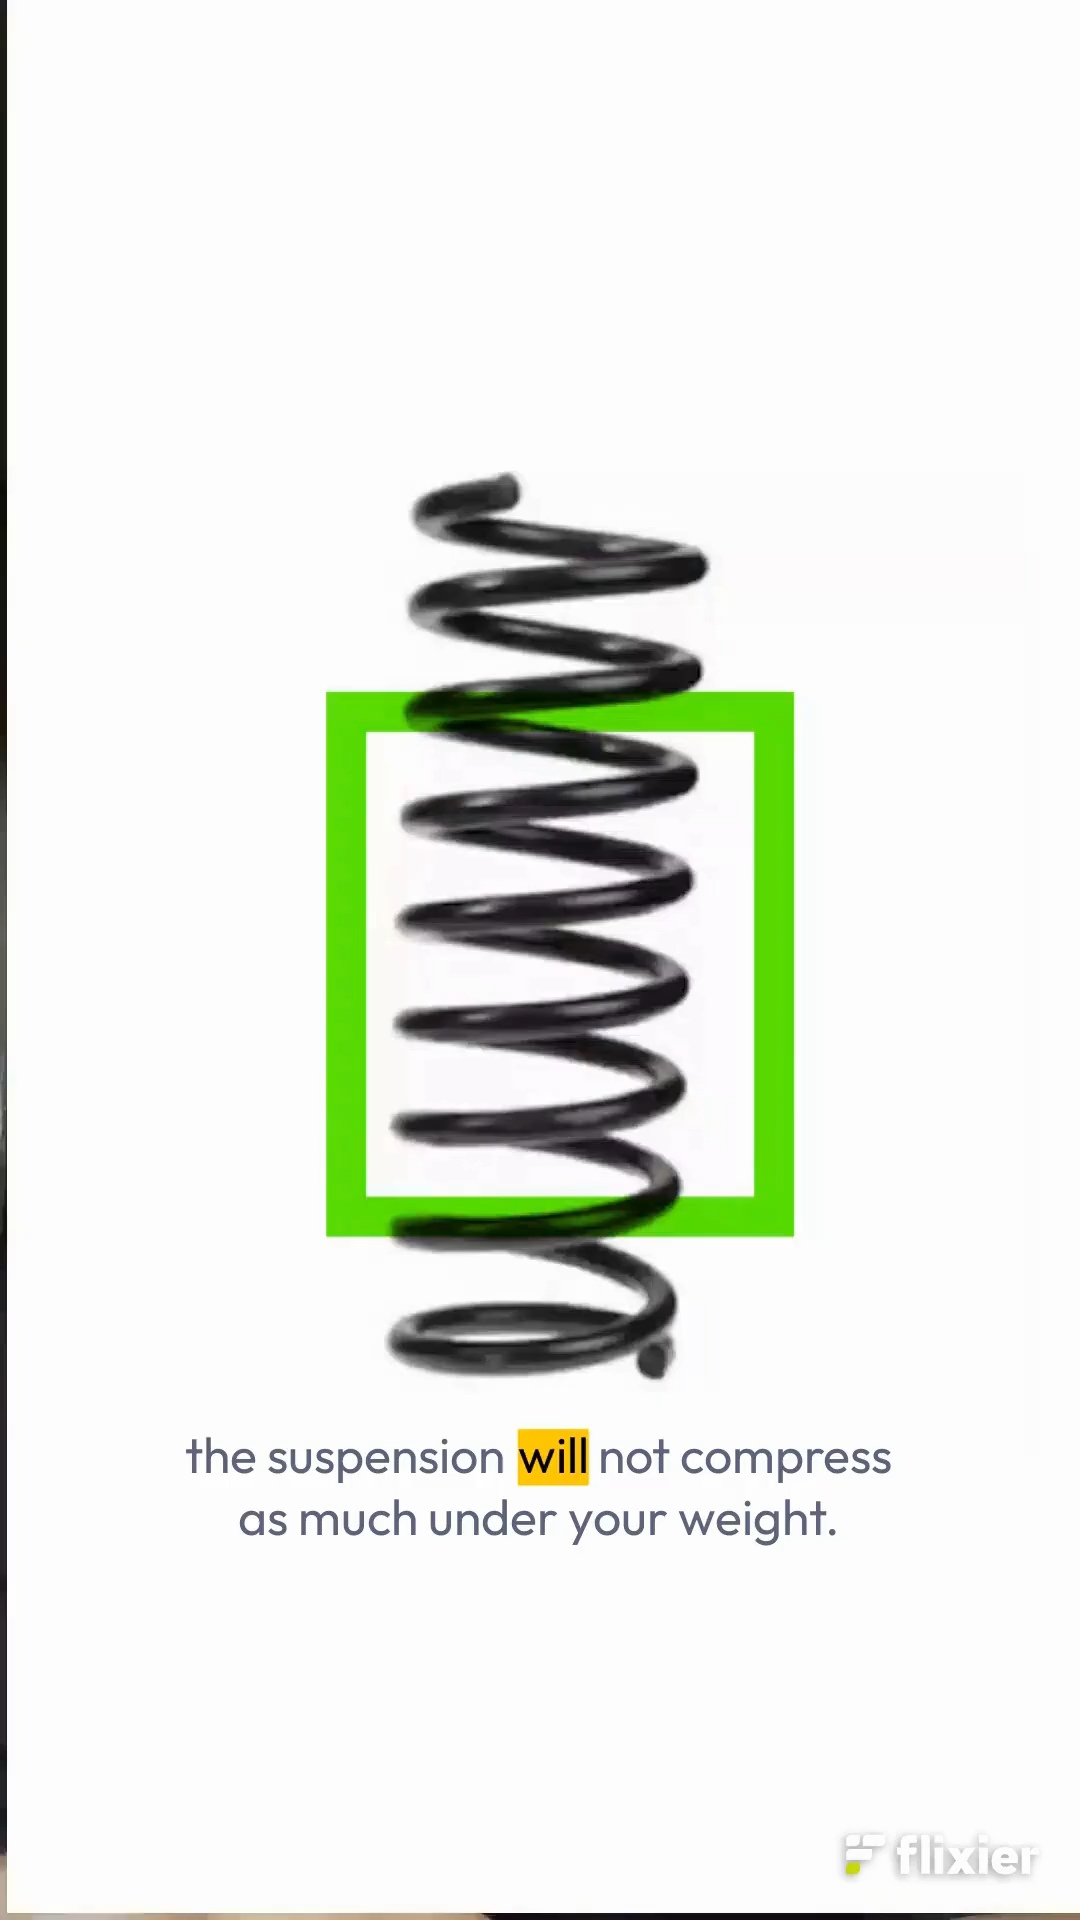 the suspension will not compress
as much under your weight.
flixier